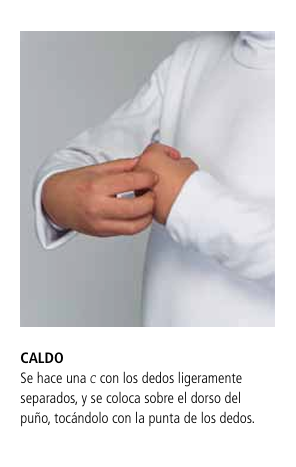 CALDO
Se hace una c con los dedos ligeramente
separados, y se coloca sobre el dorso del
puño, tocándolo con la punta de los dedos.